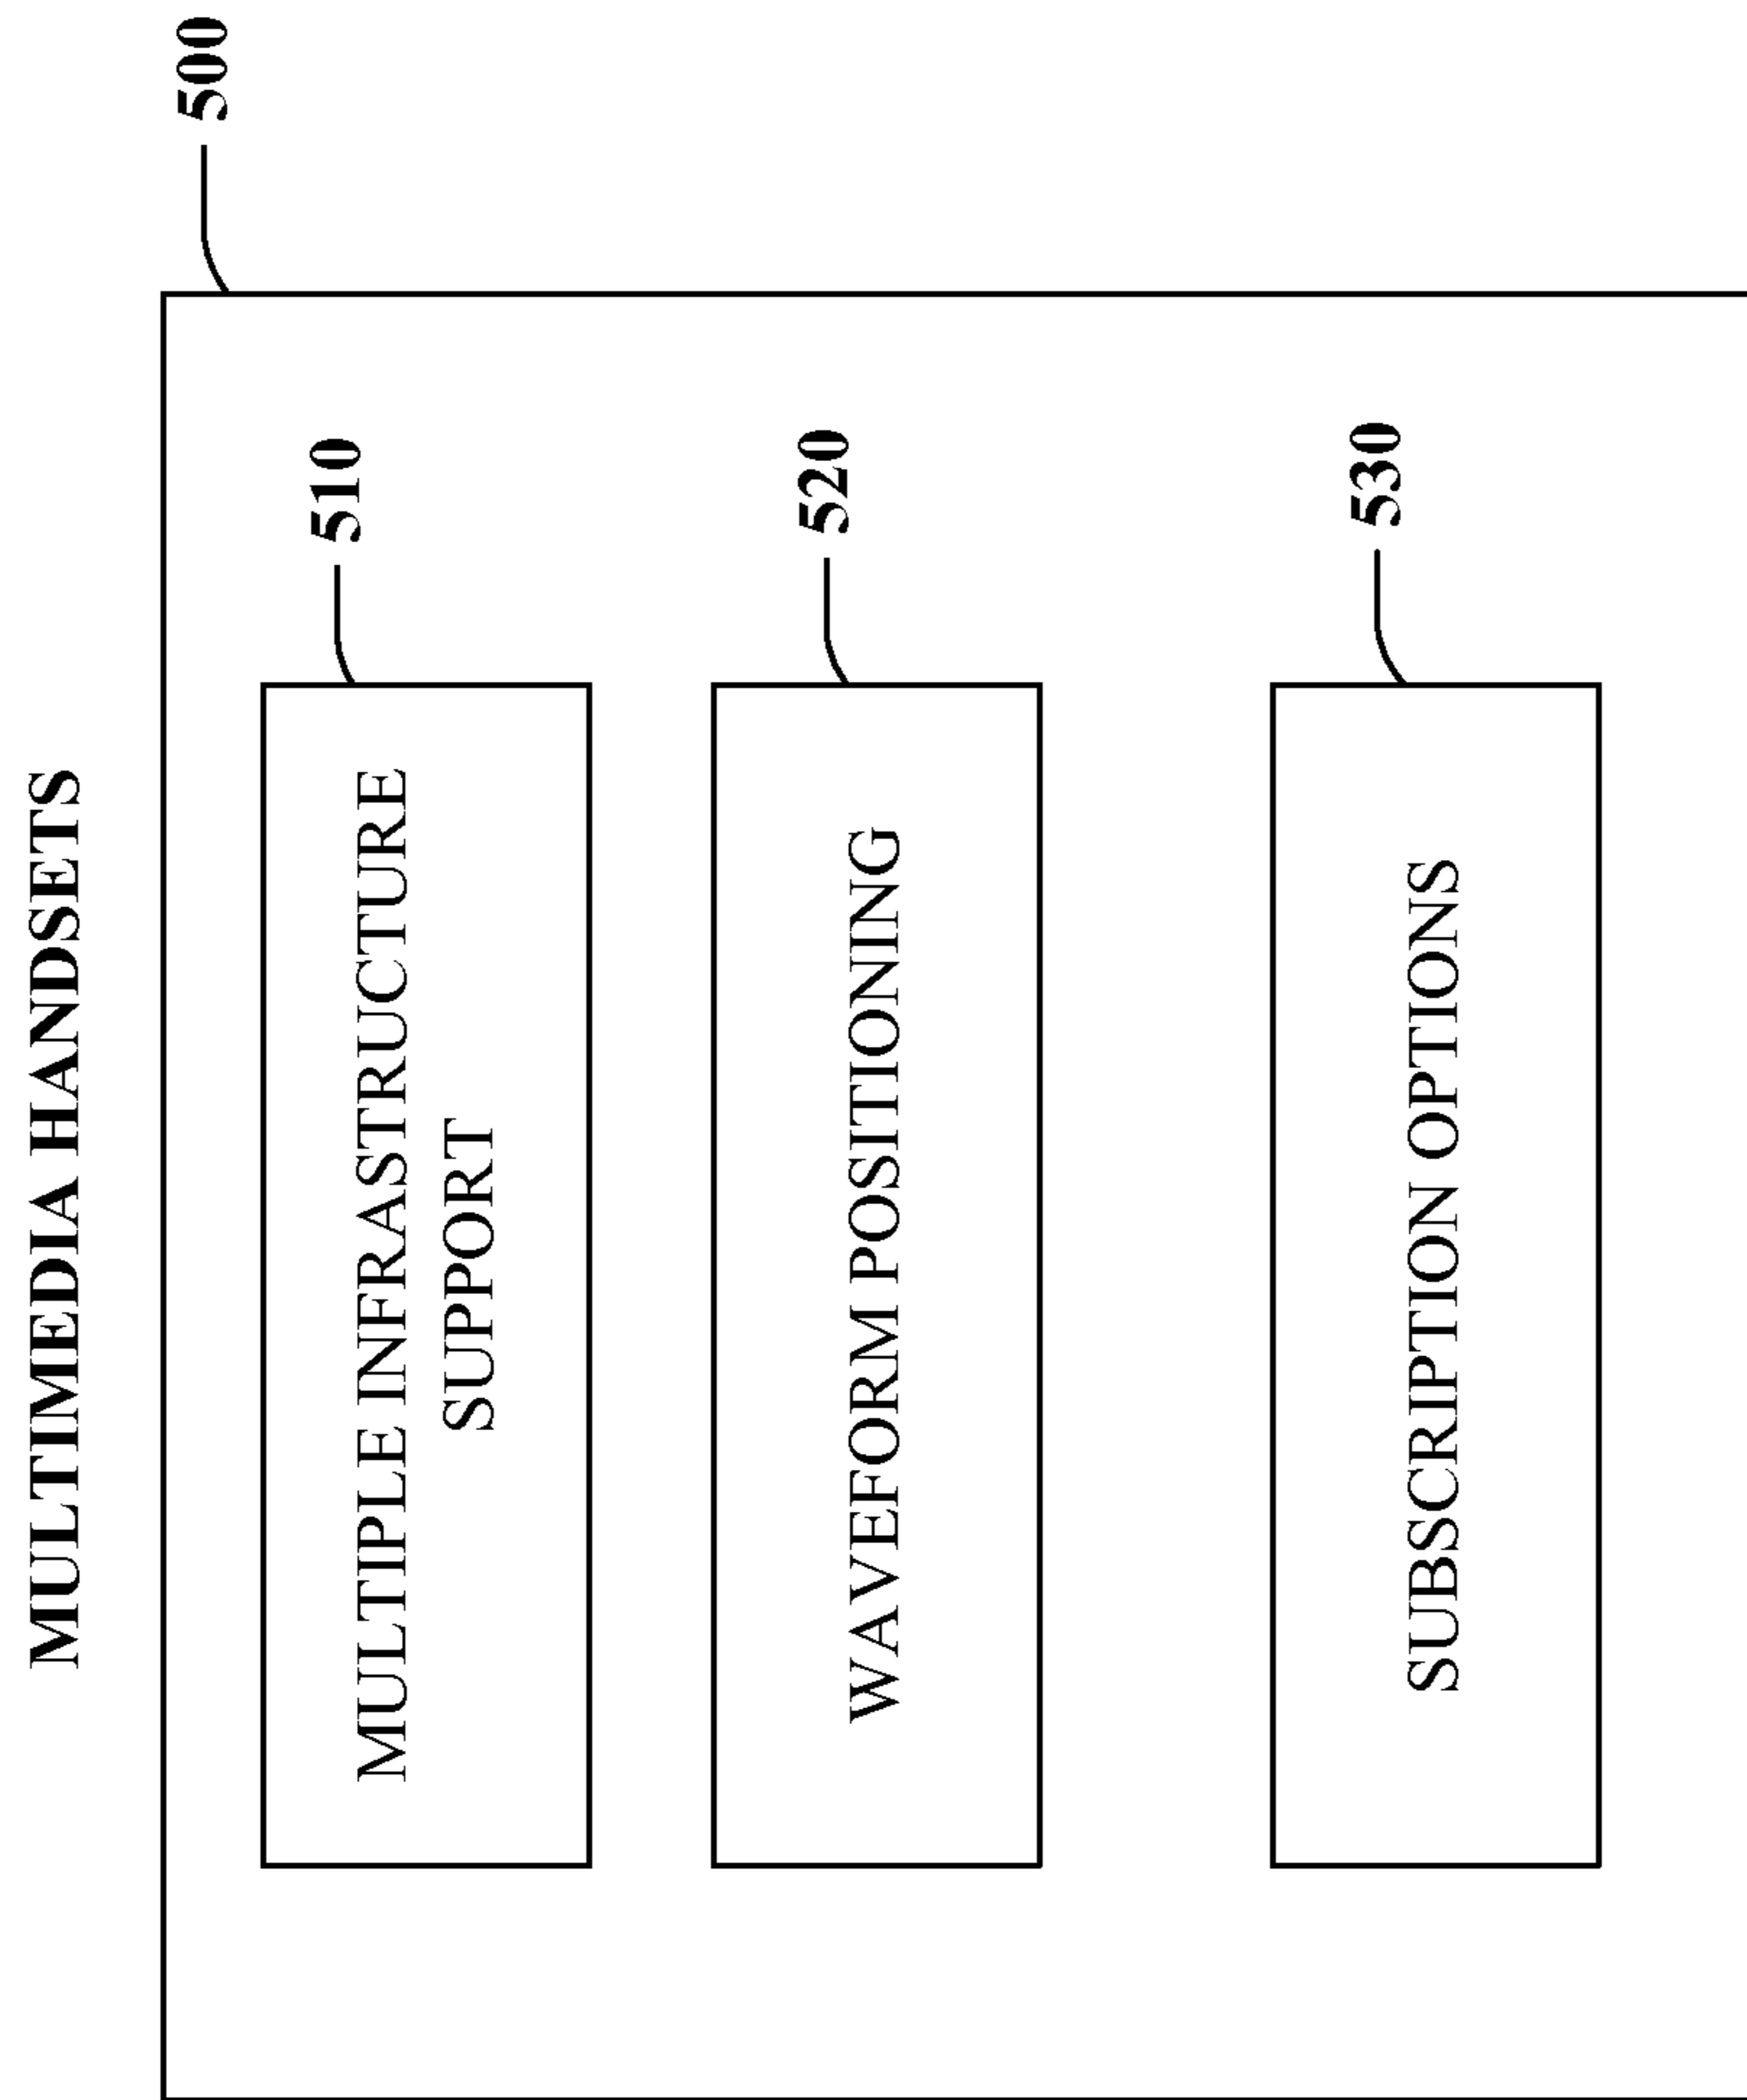 MULTIMEDIA HANDSETS
500
510
MULTIPLE INFRASTRUCTURE
SUPPORT
520
WAVEFORM POSITIONING
530
SUBSCRIPTION OPTIONS